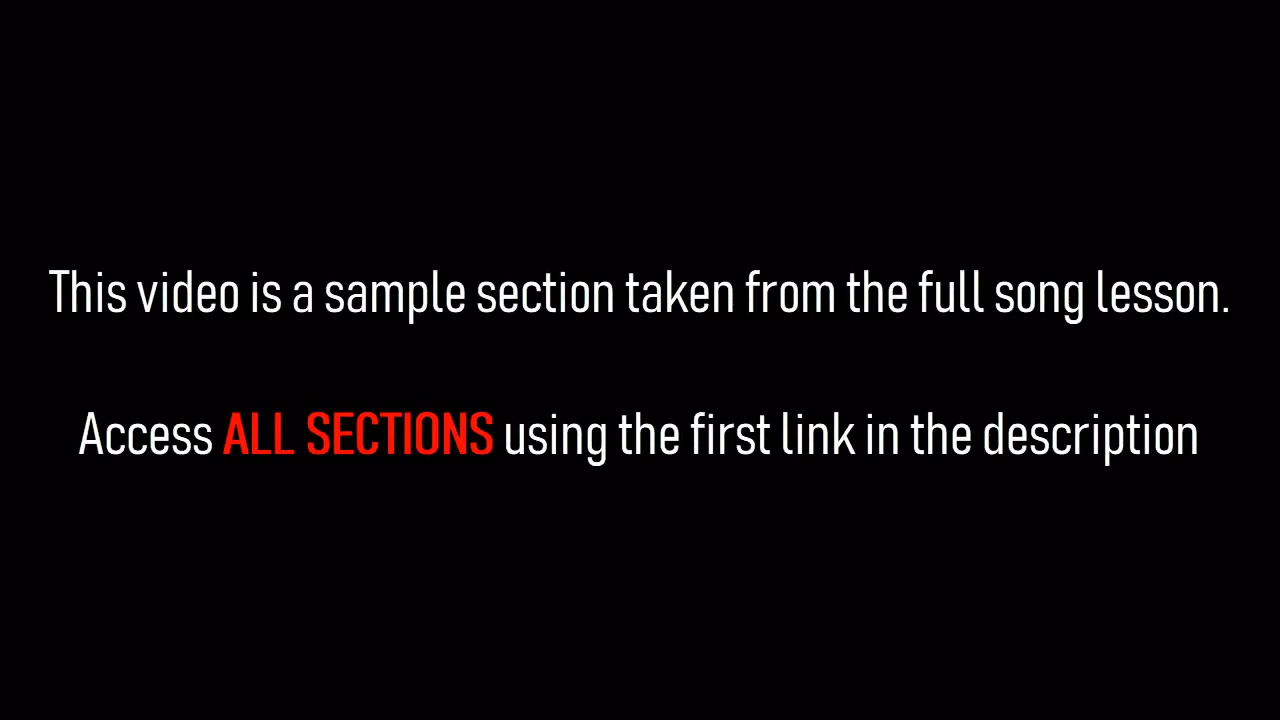 This video is a sample section taken from the full song lesson.
Access ALL SECTIONS using the first link in the description